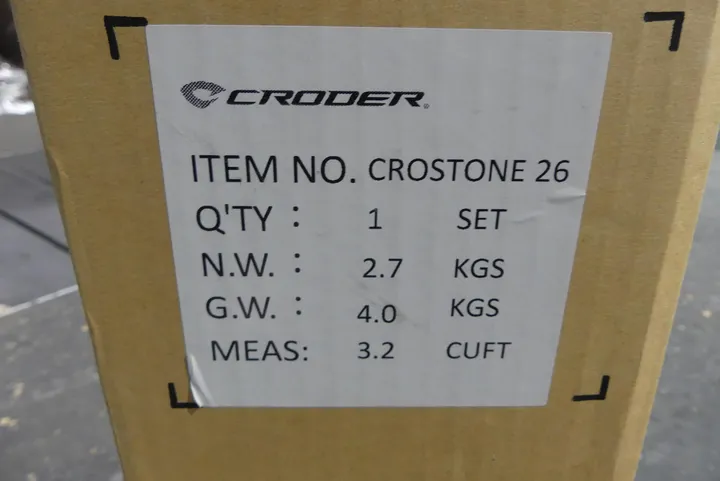 CRODER®
ITEM NO. CROSTONE 26
Q'TY : 1 SET
N.W. : 2.7 KGS
G.W. : 4.0 KGS
MEAS: 3.2 CUFT